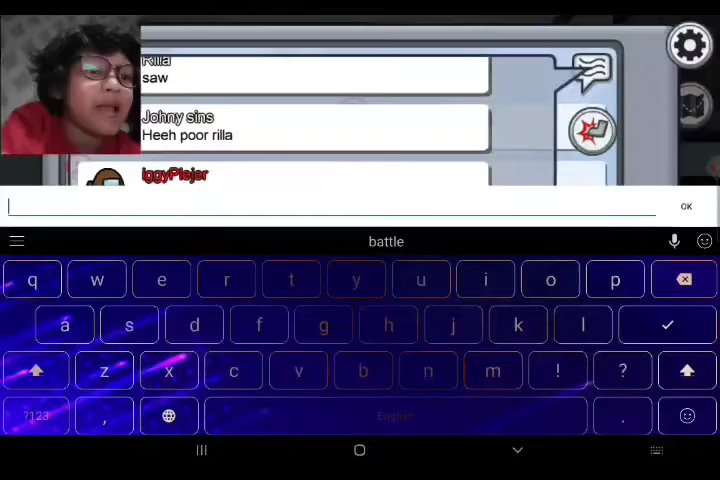 Rilla
saw
Johny sins
Heeh poor rilla
iggyPlejer
OK
battle
q w e r t y u i o p
a s d f g h j k l
z x c v b n m ! ?
?123 , English .